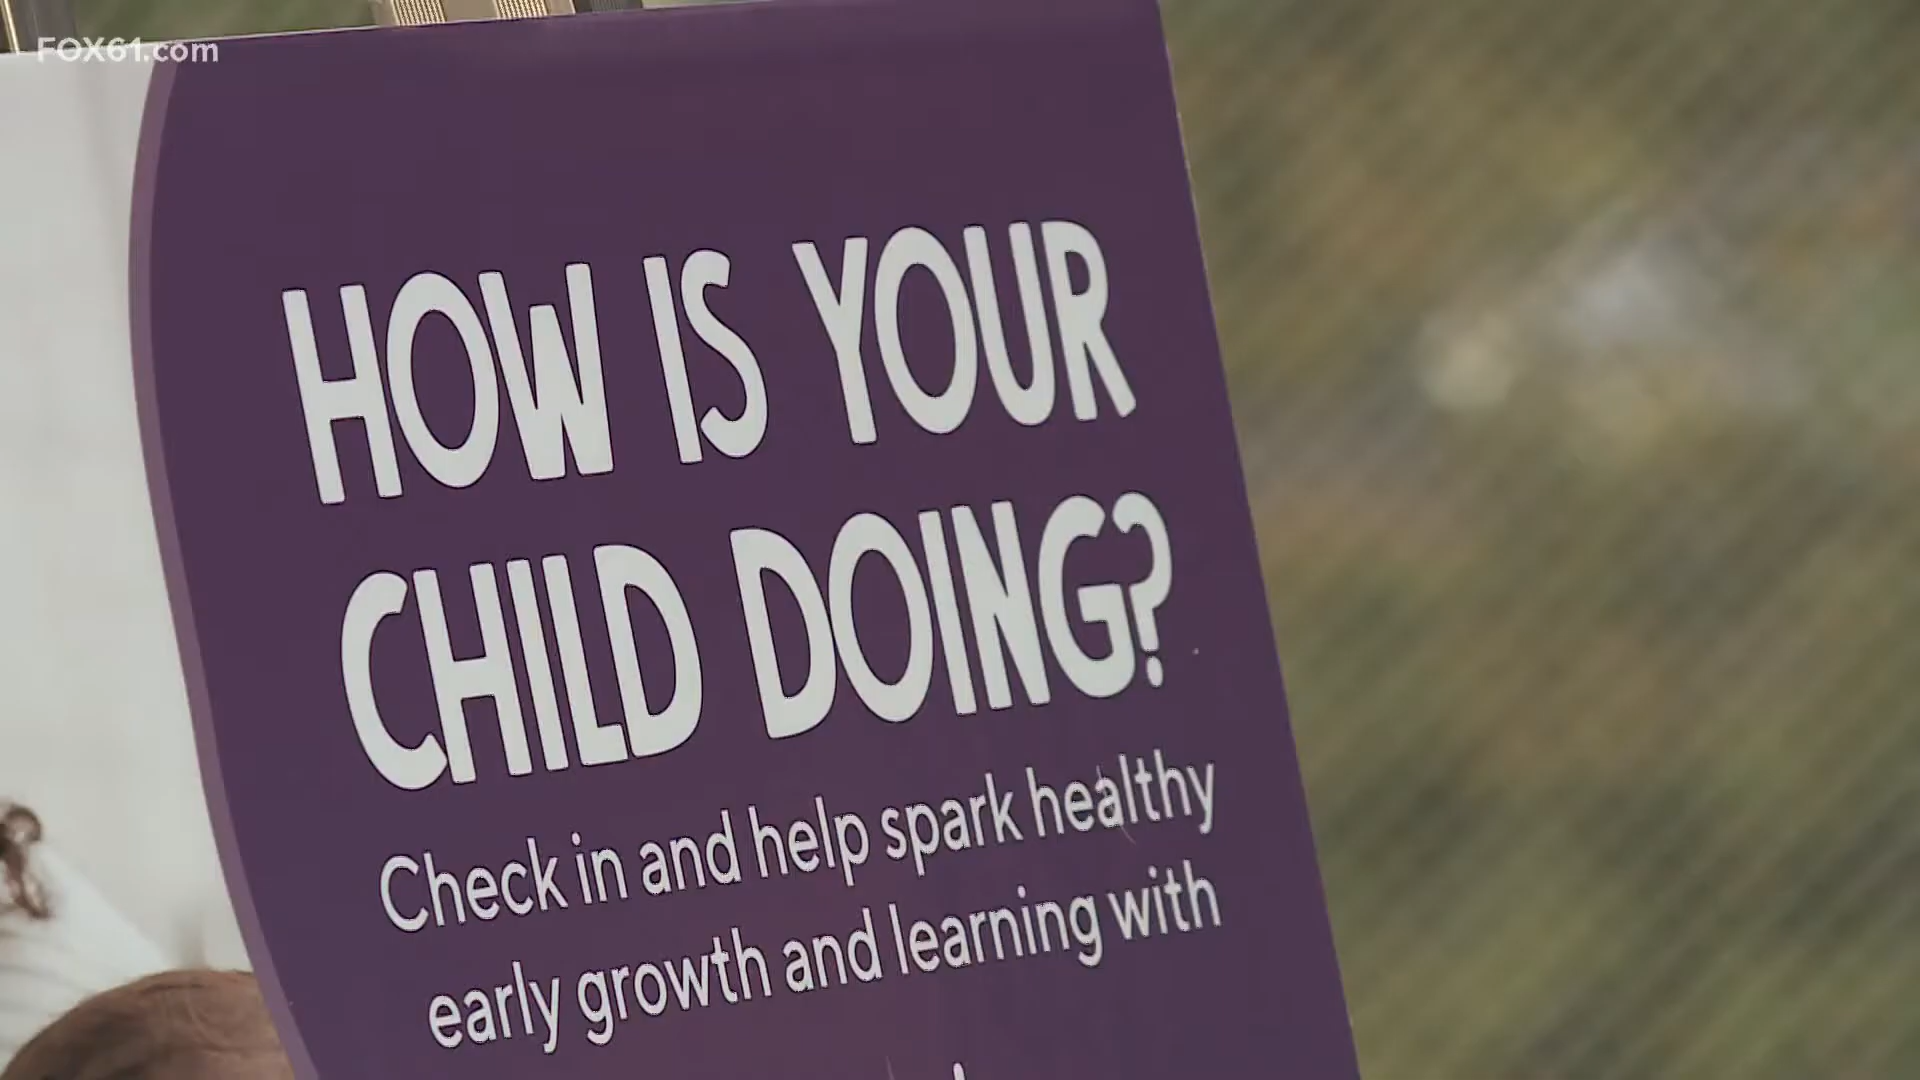 FOX61.com
HOW IS YOUR
CHILD DOING?
Check in and help spark healthy
early growth and learning with